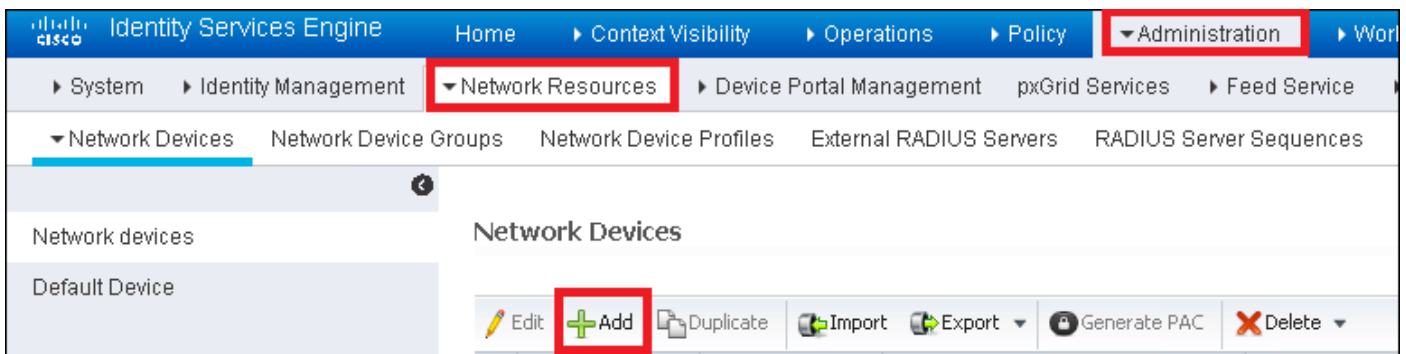 cisco Identity Services Engine Home Context Visibility Operations Policy Administration
System Identity Management Network Resources Device Portal Management pxGrid Services Feed Service
Network Devices Network Device Groups Network Device Profiles External RADIUS Servers RADIUS Server Sequences
Network devices
Default Device
Network Devices
Edit Add Duplicate Import Export Generate PAC Delete